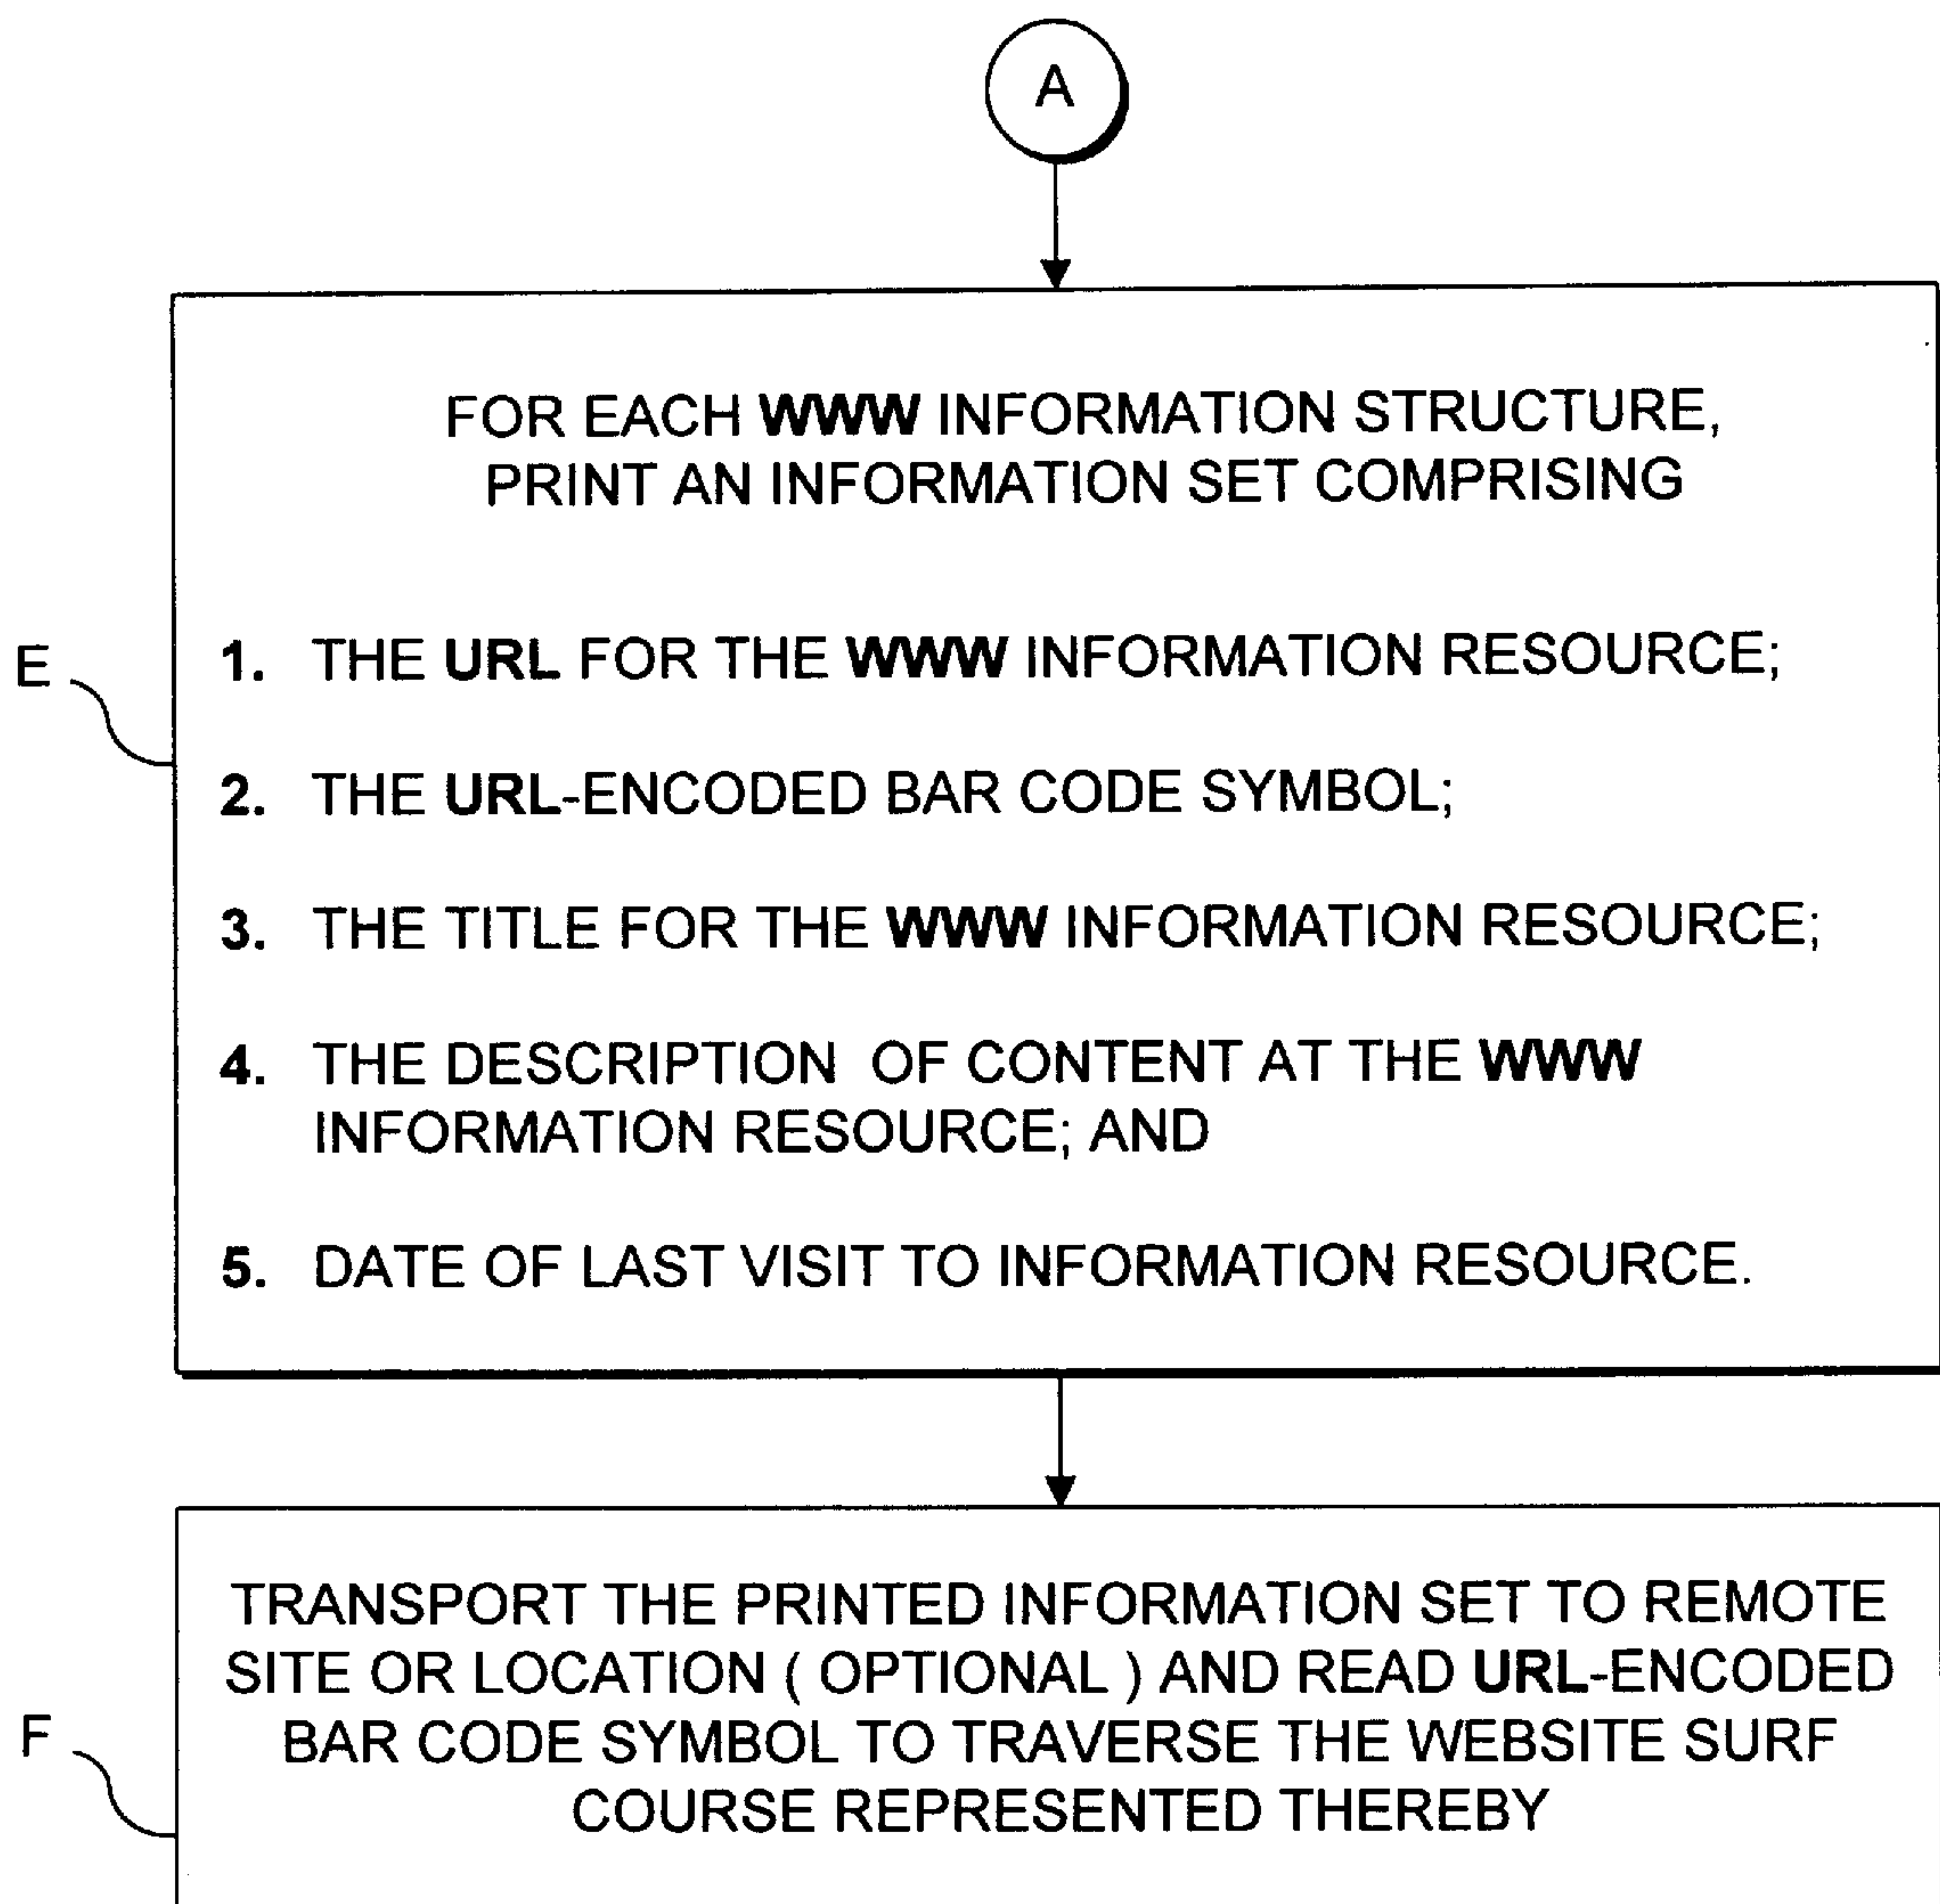 A
FOR EACH WWW INFORMATION STRUCTURE,
PRINT AN INFORMATION SET COMPRISING
E
1. THE URL FOR THE WWW INFORMATION RESOURCE;
2. THE URL-ENCODED BAR CODE SYMBOL;
3. THE TITLE FOR THE WWW INFORMATION RESOURCE;
4. THE DESCRIPTION OF CONTENT AT THE WWW
INFORMATION RESOURCE; AND
5. DATE OF LAST VISIT TO INFORMATION RESOURCE.
TRANSPORT THE PRINTED INFORMATION SET TO REMOTE
SITE OR LOCATION ( OPTIONAL ) AND READ URL-ENCODED
F
BAR CODE SYMBOL TO TRAVERSE THE WEBSITE SURF
COURSE REPRESENTED THEREBY